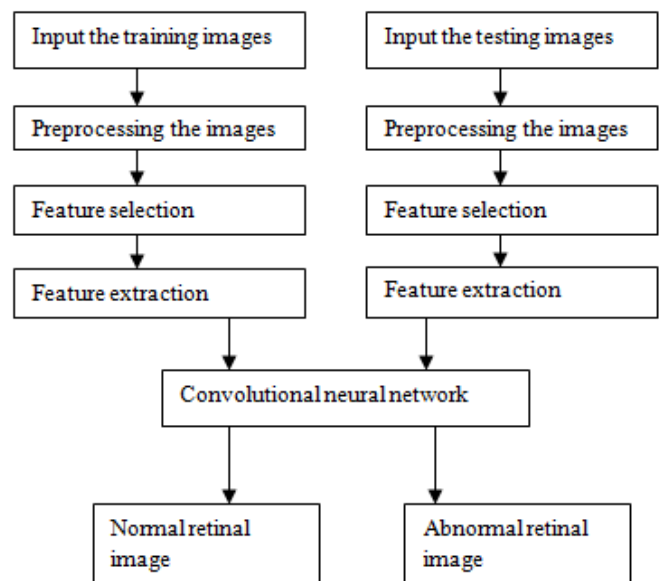 Input the training images
Input the testing images
Preprocessing the images
Preprocessing the images
Feature selection
Feature selection
Feature extraction
Feature extraction
Convolutional neural network
Normal retinal
image
Abnormal retinal
image